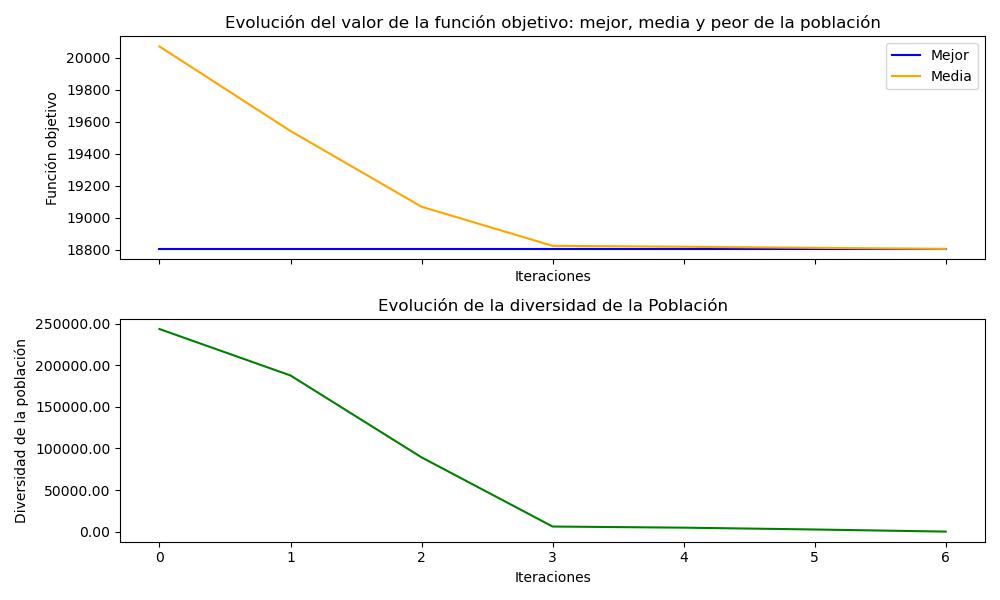 Evolución del valor de la función objetivo: mejor, media y peor de la población
Función objetivo
20000
19800
19600
19400
19200
19000
18800
Mejor
Media
Iteraciones
Evolución de la diversidad de la Población
Diversidad de la población
250000.00
200000.00
150000.00
100000.00
50000.00
0.00
0 1 2 3 4 5 6
Iteraciones